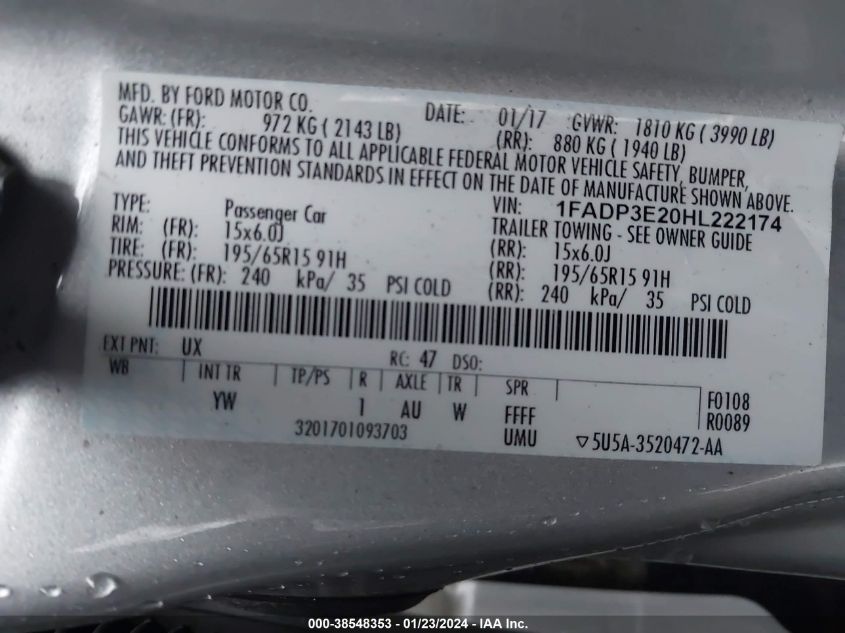 MFD. BY FORD MOTOR CO. DATE: 01/17 GVWR: 1810 KG ( 3990 LB)
GAWR: (FR): 972 KG ( 2143 LB) (RR): 880 KG ( 1940 LB)
THIS VEHICLE CONFORMS TO ALL APPLICABLE FEDERAL MOTOR VEHICLE SAFETY, BUMPER,
AND THEFT PREVENTION STANDARDS IN EFFECT ON THE DATE OF MANUFACTURE SHOWN ABOVE.
VIN: 1FADP3E20HL222174
TYPE: Passenger Car TRAILER TOWING - SEE OWNER GUIDE
RIM: (FR): 15x6.0J (RR): 15x6.0J
TIRE: (FR): 195/65R15 91H (RR): 195/65R15 91H
PRESSURE: (FR): 240 kPa/ 35 PSI COLD (RR): 240 kPa/ 35 PSI COLD
EXT PNT: UX RC: 47 DSO:
WB INT TR TP/PS R AXLE TR SPR F0108
YW 1 AU W FFFF R0089
3201701093703 UMU ▽5U5A-3520472-AA
000-38548353 - 01/23/2024 - IAA Inc.